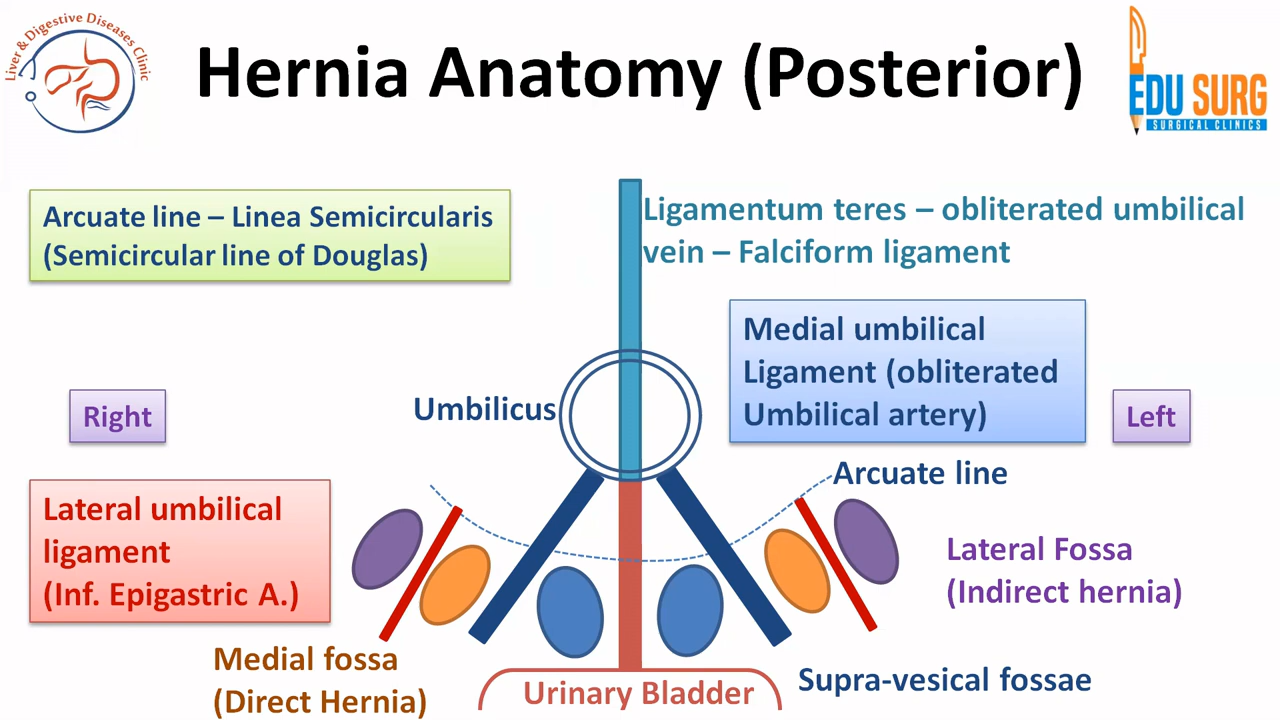 Liver & Digestive Diseases Clinic
Hernia Anatomy (Posterior)
EDU SURG
SURGICAL CLINICS
Arcuate line – Linea Semicircularis
(Semicircular line of Douglas)
Ligamentum teres – obliterated umbilical
vein – Falciform ligament
Medial umbilical
Ligament (obliterated
Umbilical artery)
Right
Umbilicus
Left
Arcuate line
Lateral umbilical
ligament
(Inf. Epigastric A.)
Lateral Fossa
(Indirect hernia)
Medial fossa
(Direct Hernia)
Urinary Bladder
Supra-vesical fossae